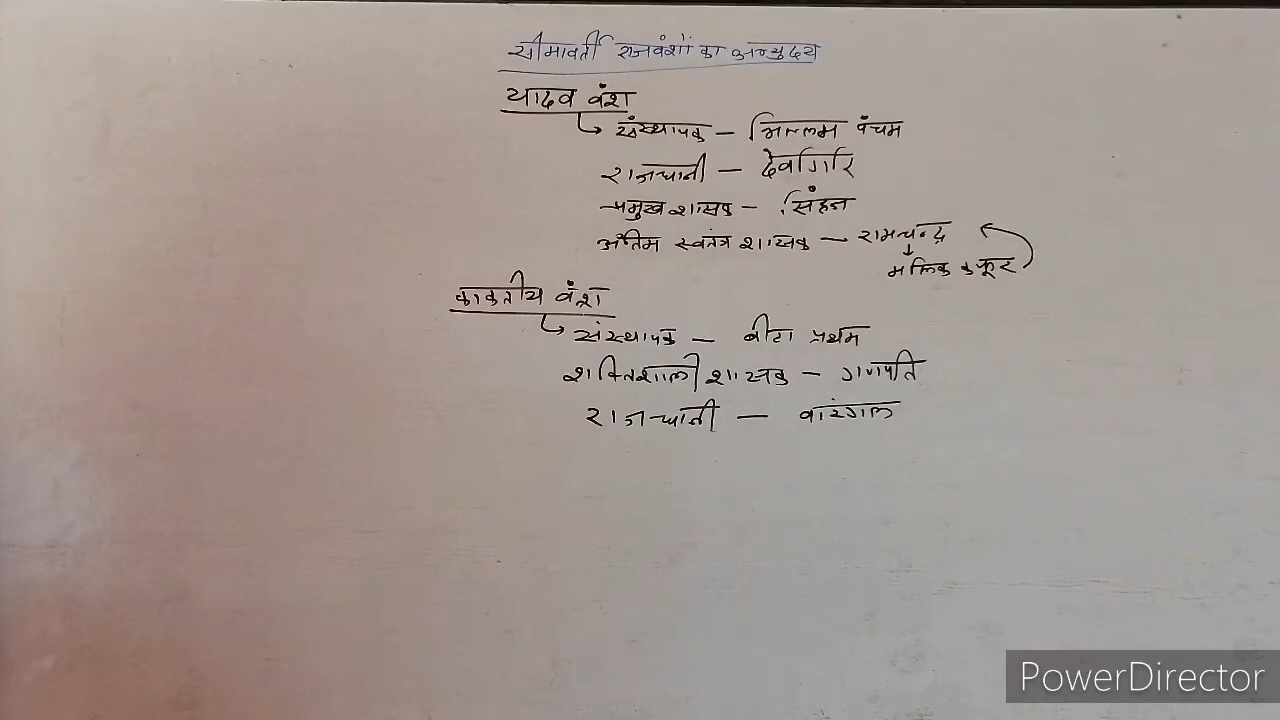 सीमावर्ती राजवंशों का अभ्युदय
यादव वंश
संस्थापक – भिल्लम पंचम
राजधानी – देवगिरि
प्रमुख शासक – सिंहन
अंतिम स्वतंत्र शासक – रामचन्द्र
मलिक कफूर
काकतीय वंश
संस्थापक – बीटा प्रथम
शक्तिशाली शासक – गणपति
राजधानी – वारंगल
PowerDirector